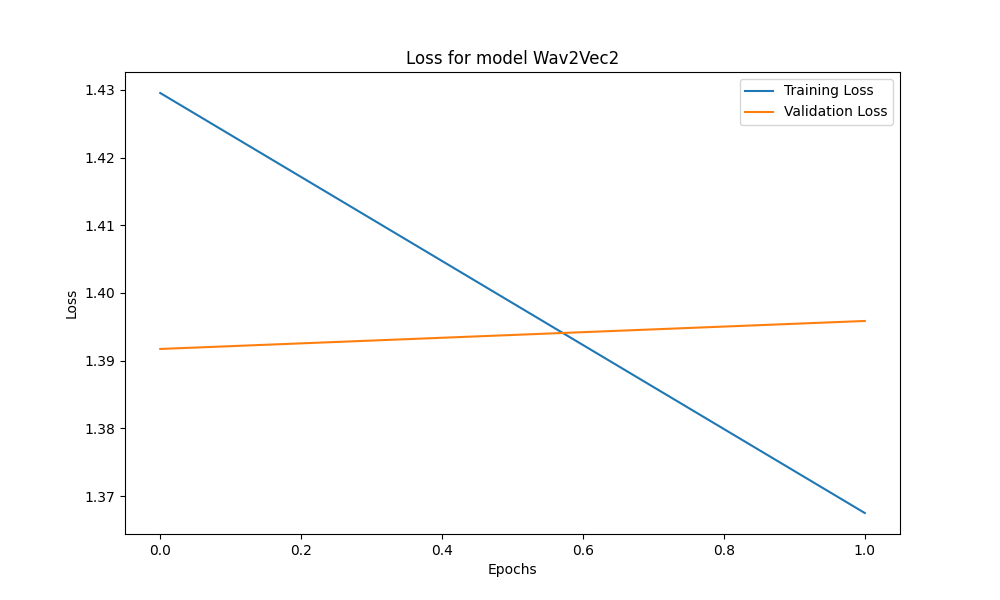 Loss for model Wav2Vec2
Training Loss
Validation Loss
1.43
1.42
1.41
1.40
1.39
1.38
1.37
Loss
0.0 0.2 0.4 0.6 0.8 1.0
Epochs